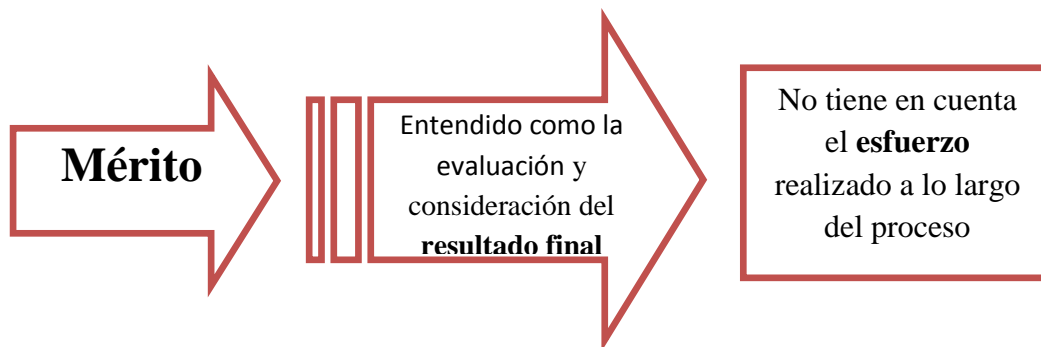 Mérito
Entendido como la
evaluación y
consideración del
resultado final
No tiene en cuenta
el esfuerzo
realizado a lo largo
del proceso